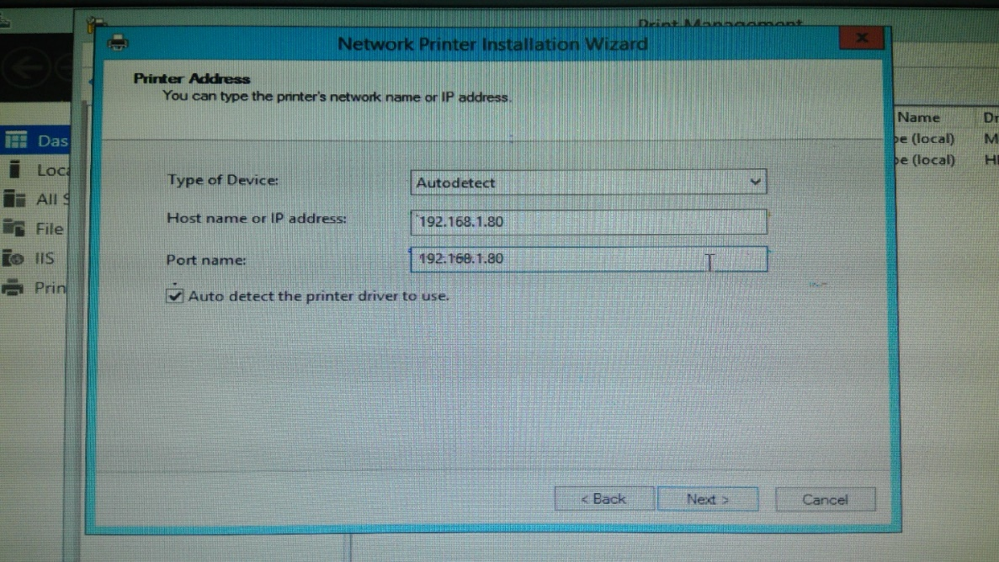 Print Management
Network Printer Installation Wizard
x
Printer Address
You can type the printer's network name or IP address.
Type of Device:
Autodetect
Host name or IP address:
192.168.1.80
Port name:
192.168.1.80
Auto detect the printer driver to use.
< Back
Next >
Cancel
Das
Loca
All S
File
IIS
Prin
Name
Dr
pe (local)
M
pe (local)
HI